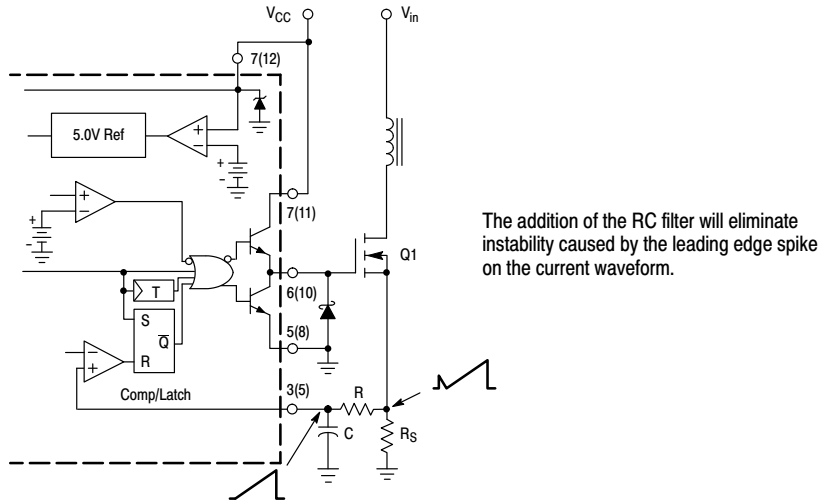 VCC
Vin
7(12)
5.0V Ref
+
-
+
-
+
-
7(11)
+
-
Q1
The addition of the RC filter will eliminate
instability caused by the leading edge spike
on the current waveform.
T
6(10)
S
Q
R
5(8)
-
+
Comp/Latch
3(5)
R
C
RS